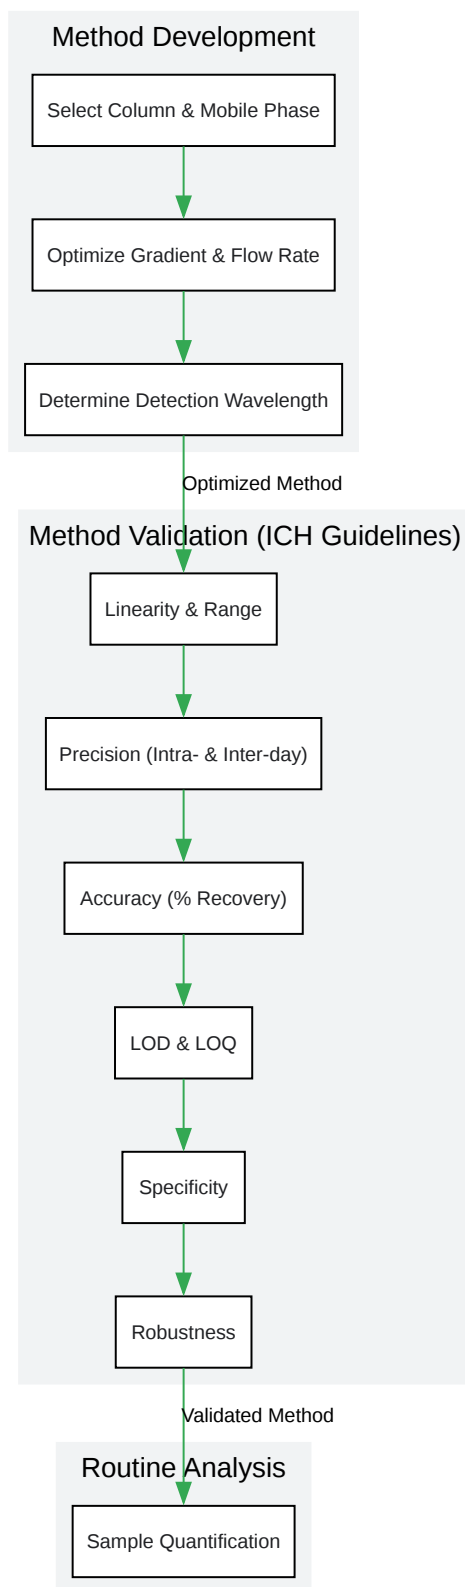 Method Development
Select Column & Mobile Phase
Optimize Gradient & Flow Rate
Determine Detection Wavelength
Optimized Method
Method Validation (ICH Guidelines)
Linearity & Range
Precision (Intra- & Inter-day)
Accuracy (% Recovery)
LOD & LOQ
Specificity
Robustness
Validated Method
Routine Analysis
Sample Quantification